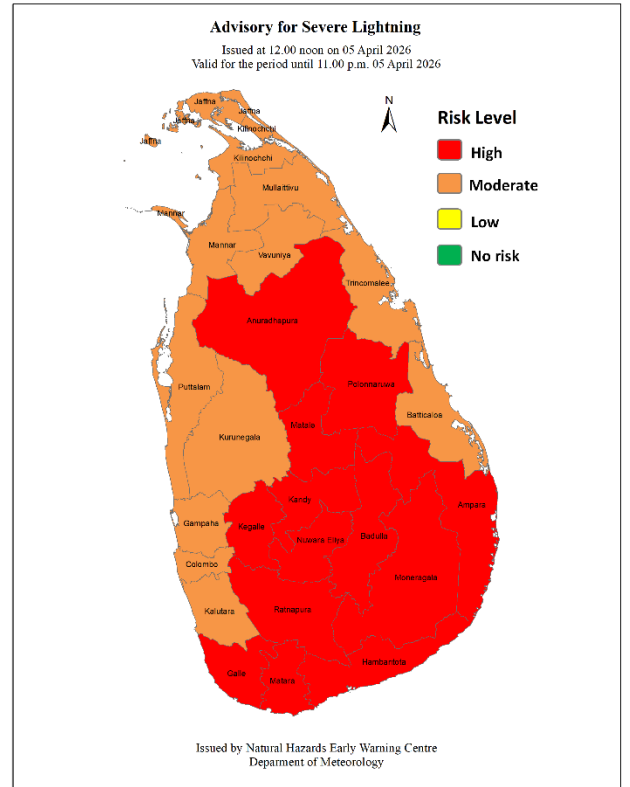 Advisory for Severe Lightning
Issued at 12.00 noon on 05 April 2026
Valid for the period until 11.00 p.m. 05 April 2026
N
Risk Level
High
Moderate
Low
No risk
Jaffna
Jaffna
Jaffna
Kilinochchi
Jaffna
Kilinochchi
Mullaittivu
Mannar
Mannar
Vavuniya
Trincomalee
Anuradhapura
Polonnaruwa
Puttalam
Batticaloa
Matale
Kurunegala
Kandy
Ampara
Gampaha
Kegalle
Nuwara Eliya
Badulla
Colombo
Monaragala
Kalutara
Ratnapura
Hambantota
Galle
Matara
Issued by Natural Hazards Early Warning Centre
Deparment of Meteorology